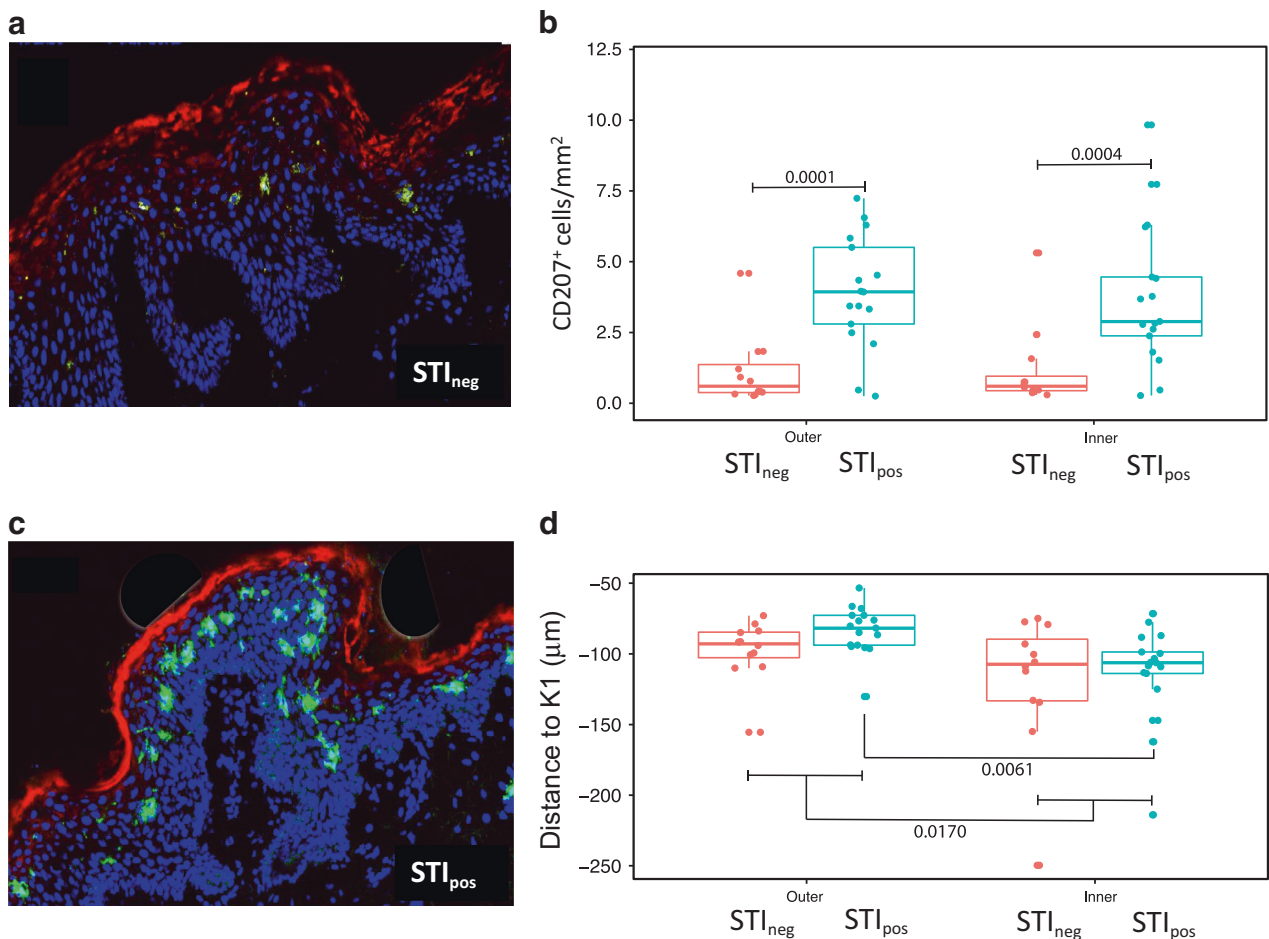 a
STIneg
b
CD207+ cells/mm2
12.5
10.0
7.5
5.0
2.5
0.0
0.0001
0.0004
Outer
Inner
STIneg
STIpos
STIneg
STIpos
c
STIpos
d
Distance to K1 (μm)
−50
−100
−150
−200
−250
0.0061
0.0170
Outer
Inner
STIneg
STIpos
STIneg
STIpos